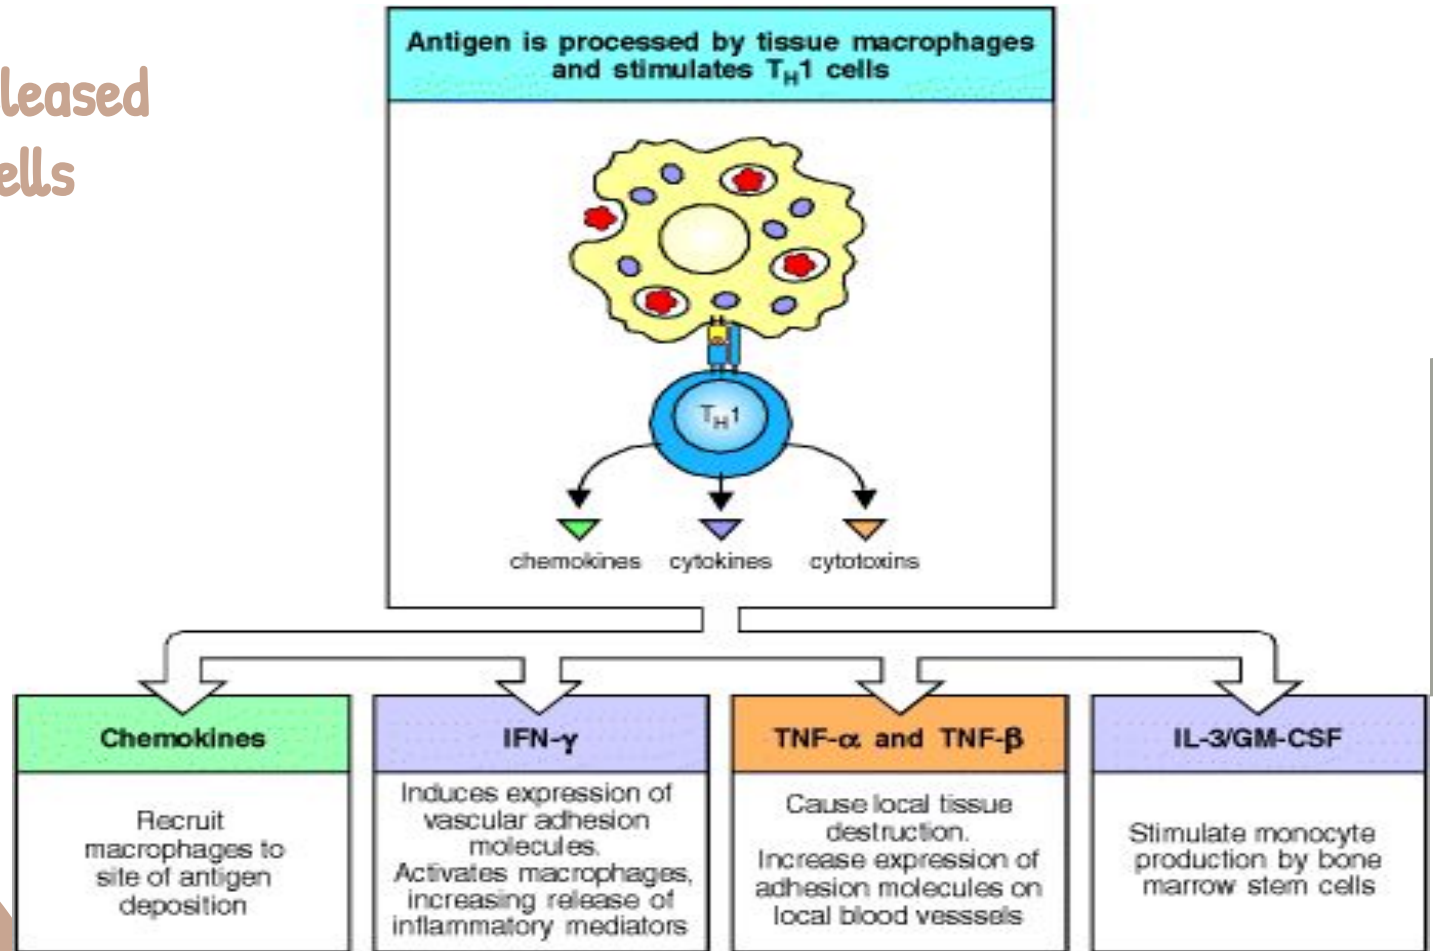 leased
ells
Antigen is processed by tissue macrophages
and stimulates TH1 cells
TH1
chemokines cytokines cytotoxins
Chemokines
Recruit
macrophages to
site of antigen
deposition
IFN-γ
Induces expression of
vascular adhesion
molecules.
Activates macrophages,
increasing release of
inflammatory mediators
TNF-α and TNF-β
Cause local tissue
destruction.
Increase expression of
adhesion molecules on
local blood vesssels
IL-3/GM-CSF
Stimulate monocyte
production by bone
marrow stem cells